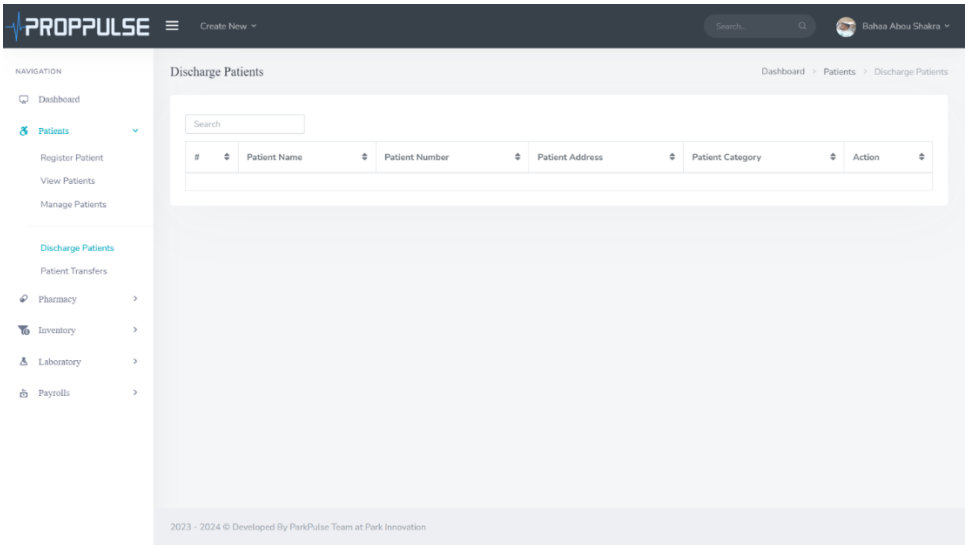 PROPPULSE
Create New
Search...
Bahaa Abou Shakra
NAVIGATION
Dashboard
Patients
Register Patient
View Patients
Manage Patients
Discharge Patients
Patient Transfers
Pharmacy
Inventory
Laboratory
Payrolls
Discharge Patients
Dashboard > Patients > Discharge Patients
Search
# Patient Name Patient Number Patient Address Patient Category Action
2023 - 2024 © Developed By ParkPulse Team at Park Innovation